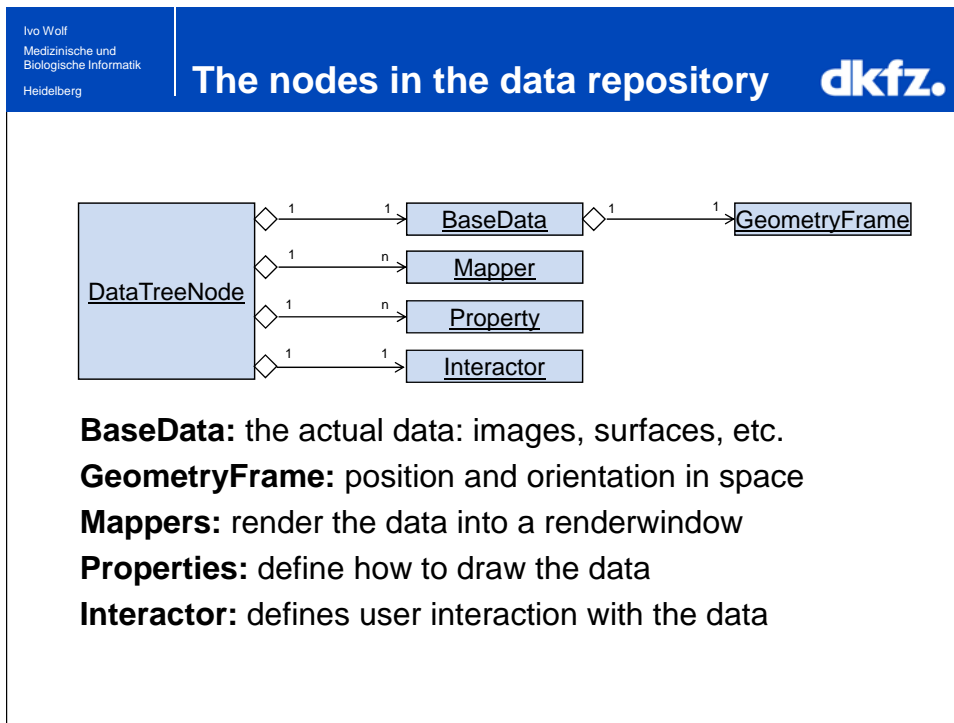 Ivo Wolf
Medizinische und
Biologische Informatik
Heidelberg
The nodes in the data repository
dkfz.
DataTreeNode
1 1
BaseData
1 1
GeometryFrame
1 n
Mapper
1 n
Property
1 1
Interactor
BaseData: the actual data: images, surfaces, etc.
GeometryFrame: position and orientation in space
Mappers: render the data into a renderwindow
Properties: define how to draw the data
Interactor: defines user interaction with the data